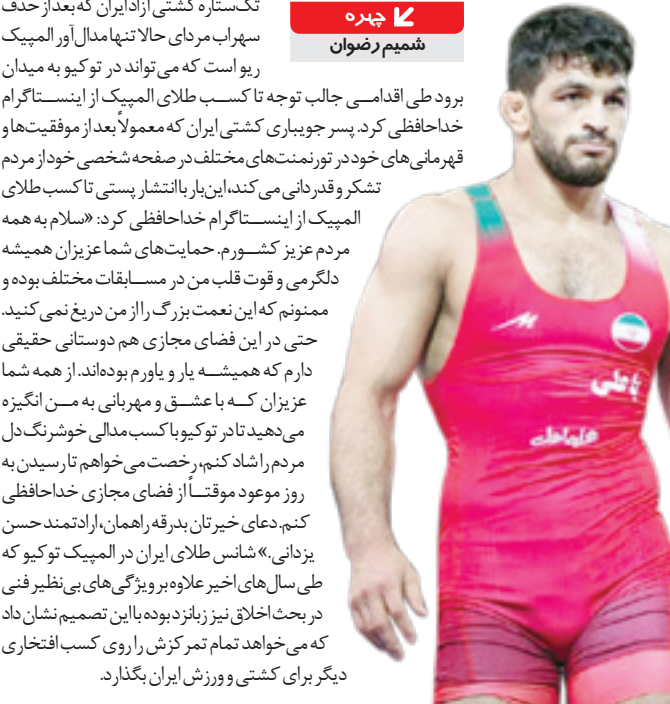 چهره
شمیم رضوان
تک‌ستاره کشتی آزاد ایران که بعد از حذف
سهراب مردای حالا تنها مدال‌آور المپیک
ریو است که می‌تواند در توکیو به میدان
برود طی اقدامی جالب توجه تا کسب طلای المپیک از اینستاگرام
خداحافظی کرد. پسر جویباری کشتی ایران که معمولاً بعد از موفقیت‌ها و
قهرمانی‌های خود در تورنمنت‌های مختلف در صفحه شخصی خود از مردم
تشکر و قدردانی می‌کند، این‌بار با انتشار پستی تا کسب طلای
المپیک از اینستاگرام خداحافظی کرد: «سلام به همه
مردم عزیز کشورم. حمایت‌های شما عزیزان همیشه
دلگرمی و قوت قلب من در مسابقات مختلف بوده و
ممنونم که این نعمت بزرگ را از من دریغ نمی‌کنید.
حتی در این فضای مجازی هم دوستانی حقیقی
دارم که همیشه یار و یاورم بوده‌اند. از همه شما
عزیزان که با عشق و مهربانی به من انگیزه
می‌دهید تا در توکیو با کسب مدالی خوشرنگ دل
مردم را شاد کنم، رخصت می‌خواهم تا رسیدن به
روز موعود موقتاً از فضای مجازی خداحافظی
کنم. دعای خیرتان بدرقه راهمان، ارادتمند حسن
یزدانی.» شانس طلای ایران در المپیک توکیو که
طی سال‌های اخیر علاوه بر ویژگی‌های بی‌نظیر فنی
در بحث اخلاق نیز زبانزد بوده با این تصمیم نشان داد
که می‌خواهد تمام تمرکزش را روی کسب افتخاری
دیگر برای کشتی و ورزش ایران بگذارد.
یا علی